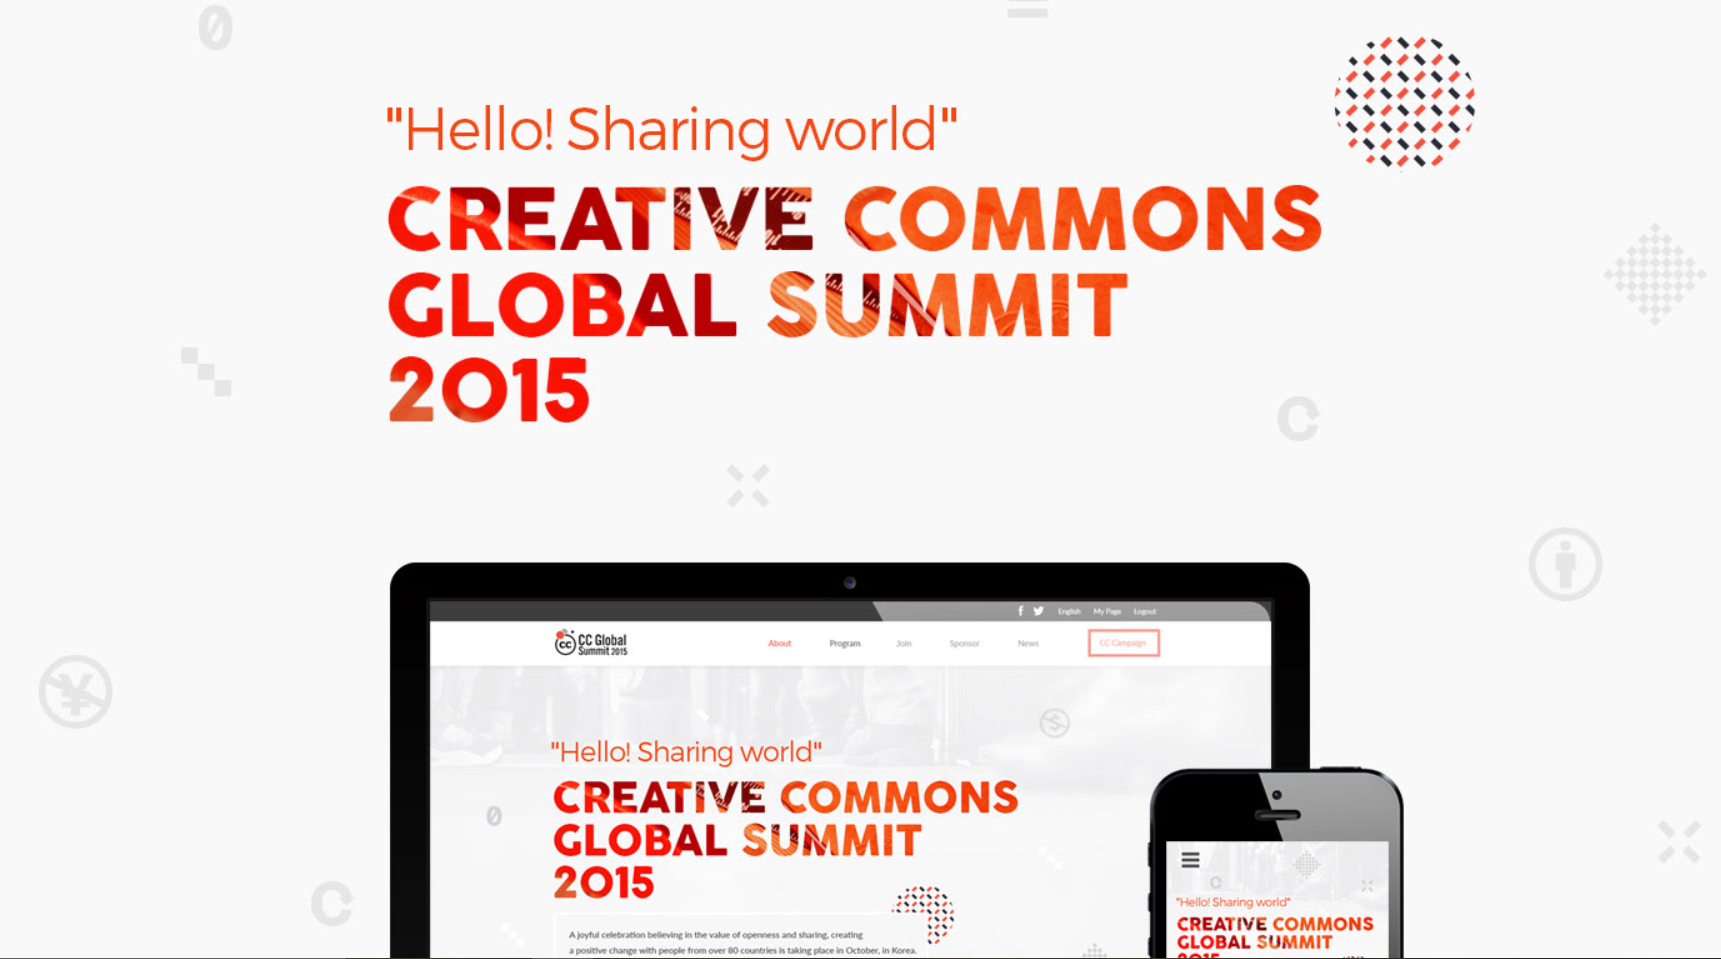 "Hello! Sharing world"
CREATIVE COMMONS
GLOBAL SUMMIT
2015
English My Page Logout
CC Global
Summit 2015
About Program Join Sponsor News CC Campaign
"Hello! Sharing world"
CREATIVE COMMONS
GLOBAL SUMMIT
2015
A joyful celebration believing in the value of openness and sharing, creating
a positive change with people from over 80 countries is taking place in October, in Korea.
"Hello! Sharing world"
CREATIVE COMMONS
GLOBAL SUMMIT
2015